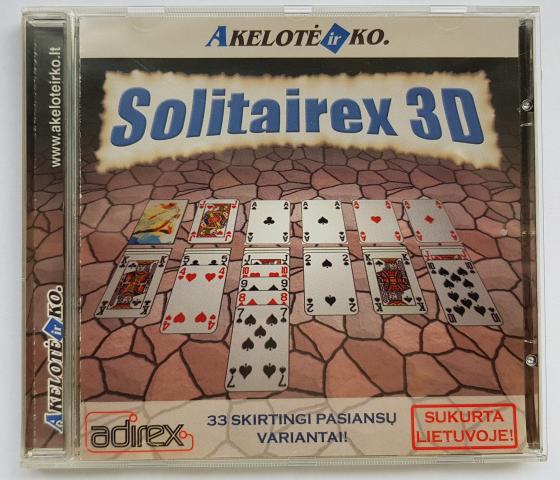 AKELOTĖ ir KO.
Solitairex 3D
www.akeloteirko.lt
AKELOTĖ ir KO.
adirex
33 SKIRTINGI PASIANSŲ
VARIANTAI!
SUKURTA
LIETUVOJE!